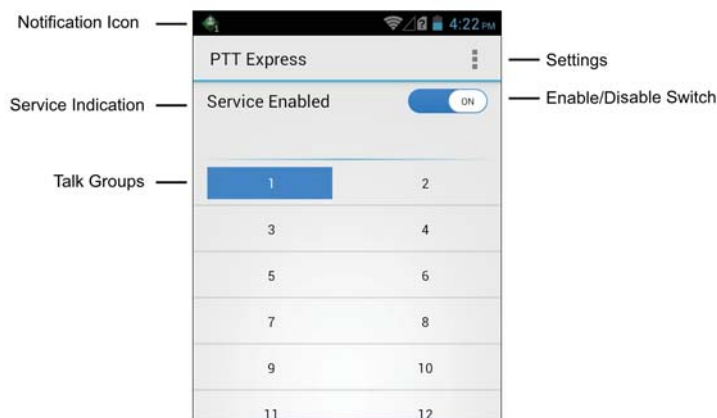 Notification Icon
1
4:22 PM
PTT Express
Settings
Service Indication
Service Enabled
ON
Enable/Disable Switch
Talk Groups
1 2
3 4
5 6
7 8
9 10
11 12